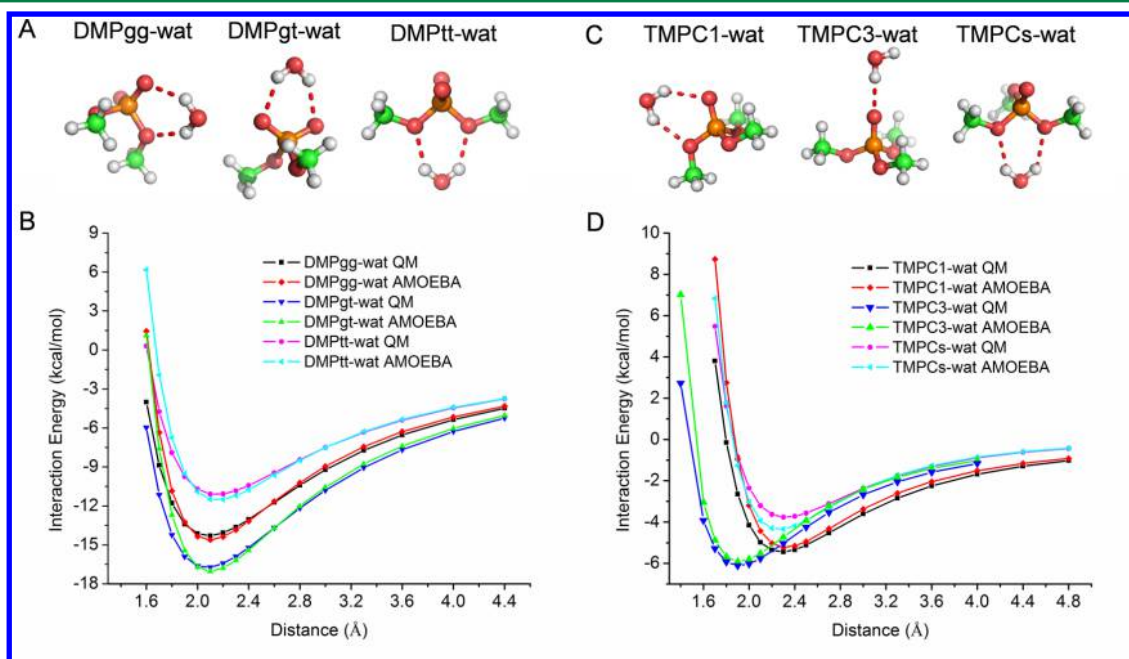 A
DMPgg-wat
DMPgt-wat
DMPtt-wat
C
TMPC1-wat
TMPC3-wat
TMPCs-wat
B
9
6
3
0
-3
-6
-9
-12
-15
-18
Interaction Energy (kcal/mol)
DMPgg-wat QM
DMPgg-wat AMOEBA
DMPgt-wat QM
DMPgt-wat AMOEBA
DMPtt-wat QM
DMPtt-wat AMOEBA
1.6 2.0 2.4 2.8 3.2 3.6 4.0 4.4
Distance (Å)
D
10
8
6
4
2
0
-2
-4
-6
Interaction Energy (kcal/mol)
TMPC1-wat QM
TMPC1-wat AMOEBA
TMPC3-wat QM
TMPC3-wat AMOEBA
TMPCs-wat QM
TMPCs-wat AMOEBA
1.6 2.0 2.4 2.8 3.2 3.6 4.0 4.4 4.8
Distance (Å)